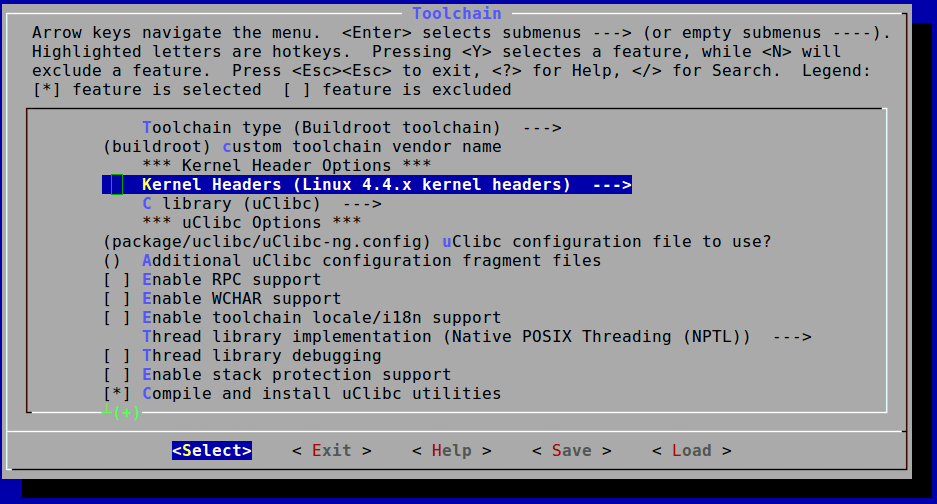 Toolchain
Arrow keys navigate the menu.  <Enter> selects submenus ---> (or empty submenus ----).
Highlighted letters are hotkeys.  Pressing <Y> selectes a feature, while <N> will
exclude a feature.  Press <Esc><Esc> to exit, <?> for Help, </> for Search.  Legend:
[*] feature is selected  [ ] feature is excluded
Toolchain type (Buildroot toolchain)  --->
(buildroot) custom toolchain vendor name
*** Kernel Header Options ***
Kernel Headers (Linux 4.4.x kernel headers)  --->
C library (uClibc)  --->
*** uClibc Options ***
(package/uclibc/uClibc-ng.config) uClibc configuration file to use?
()  Additional uClibc configuration fragment files
[ ] Enable RPC support
[ ] Enable WCHAR support
[ ] Enable toolchain locale/i18n support
Thread library implementation (Native POSIX Threading (NPTL))  --->
[ ] Thread library debugging
[ ] Enable stack protection support
[*] Compile and install uClibc utilities
(+)
<Select>    < Exit >    < Help >    < Save >    < Load >